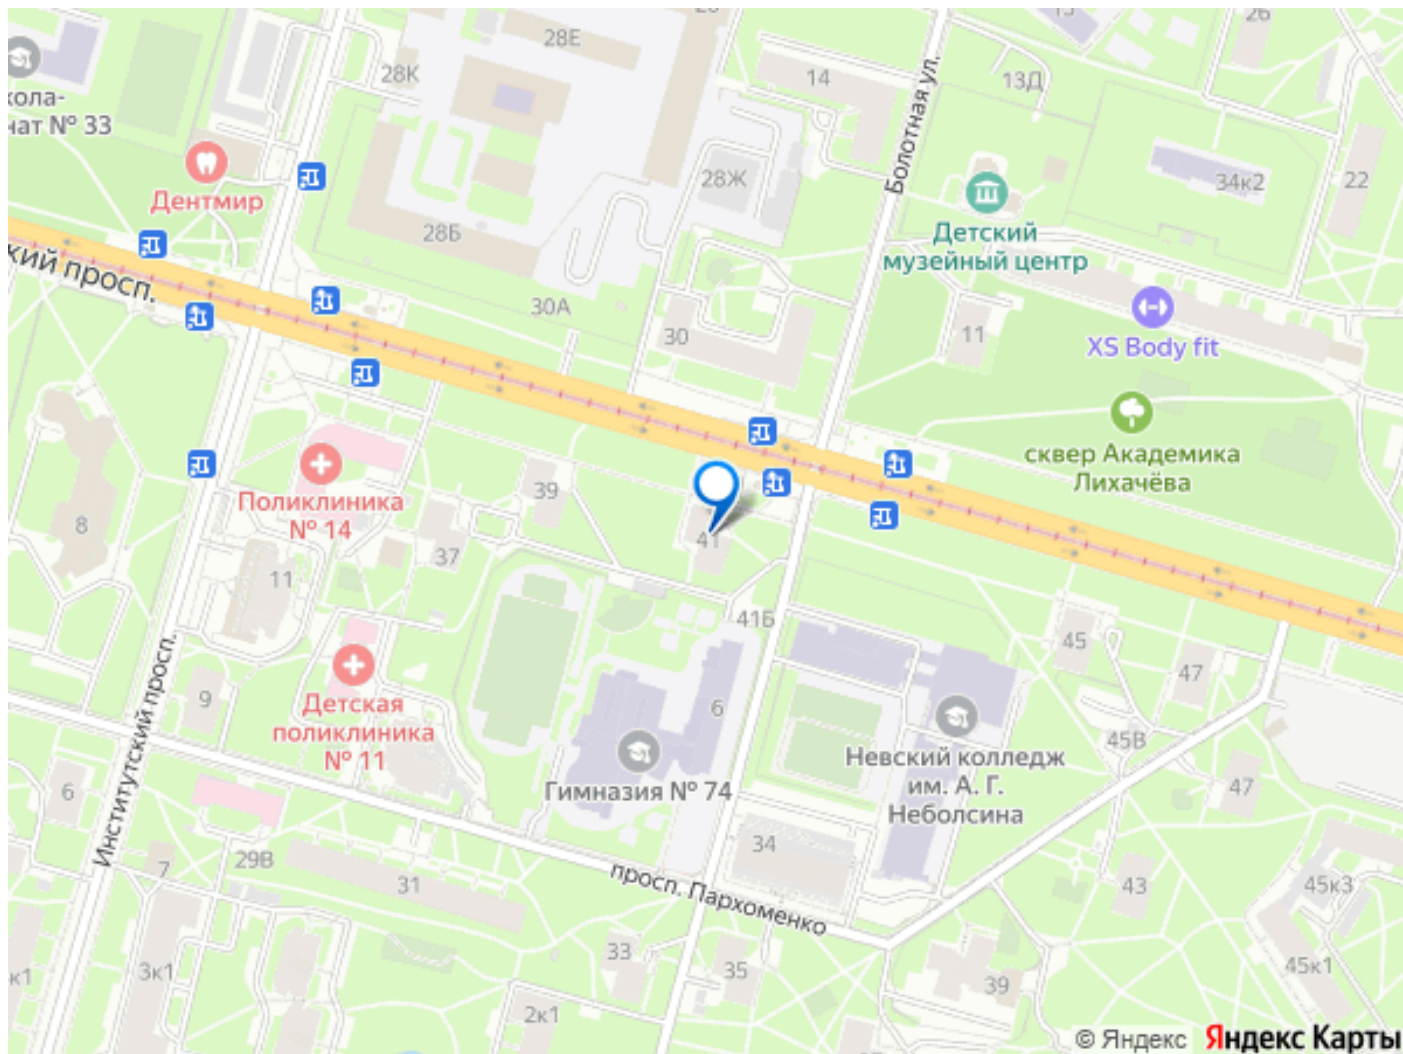 26
28Е
28К
14
13Д
кола-
нат № 33
Болотная ул.
28Ж
34к2
22
Дентмир
28Б
Детский
музейный центр
кий просп.
30А
30
11
XS Body fit
сквер Академика
Лихачёва
39
Поликлиника
№ 14
8
37
41
11
41Б
45
47
Институтский просп.
9
Детская
поликлиника
№ 11
6
45В
Невский колледж
им. А. Г.
Неболсина
Гимназия № 74
47
6
34
29В
7
31
просп. Пархоменко
43
45к3
33
35
39
45к1
к1
3к1
2к1
© Яндекс Яндекс Карты